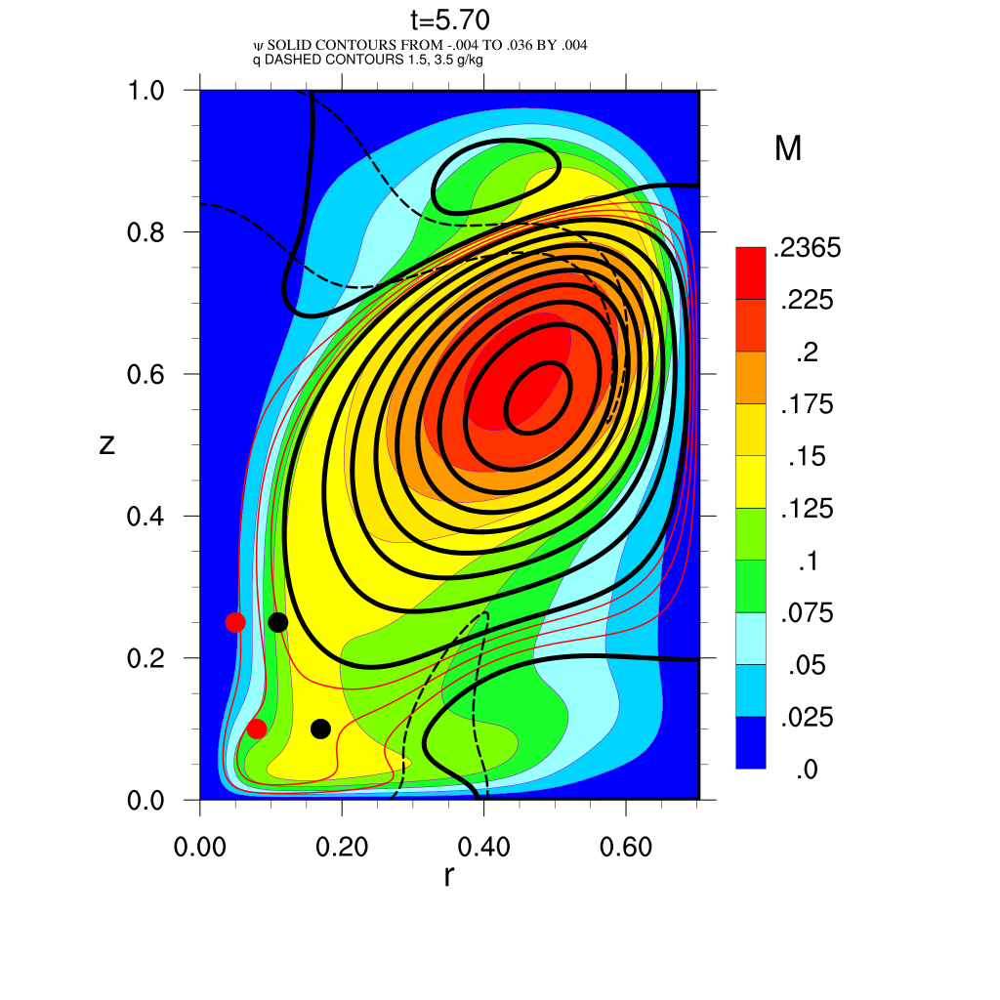 t=5.70
ψ SOLID CONTOURS FROM -.004 TO .036 BY .004
q DASHED CONTOURS 1.5, 3.5 g/kg
M
1.0
0.8
0.6
z
0.4
0.2
0.0
0.00 0.20 0.40 0.60
r
.2365
.225
.2
.175
.15
.125
.1
.075
.05
.025
.0